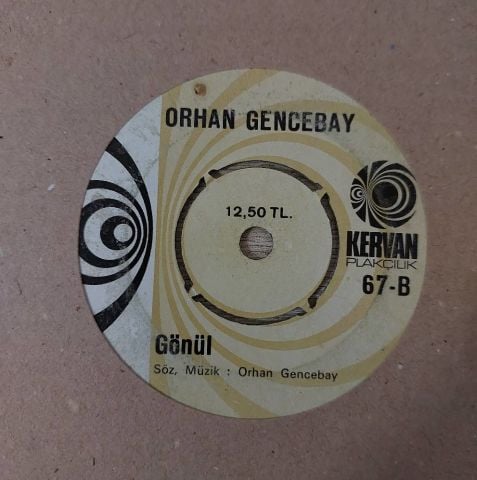 ORHAN GENCEBAY
12,50 TL.
KERVAN
PLAKÇILIK
67-B
Gönül
Söz, Müzik : Orhan Gencebay